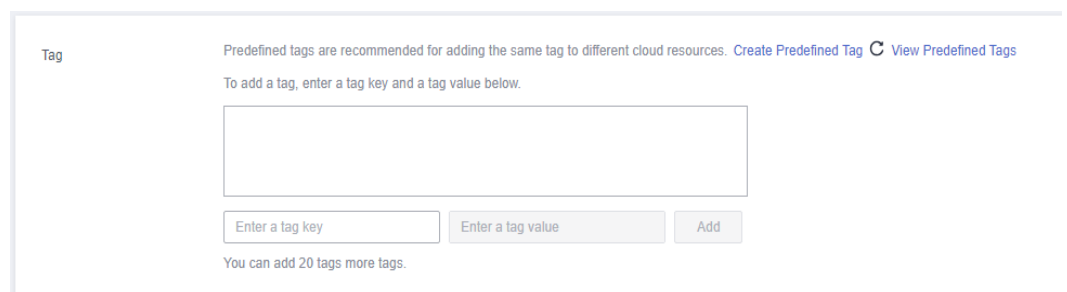 Tag
Predefined tags are recommended for adding the same tag to different cloud resources. Create Predefined Tag View Predefined Tags
To add a tag, enter a tag key and a tag value below.
Enter a tag key Enter a tag value Add
You can add 20 tags more tags.